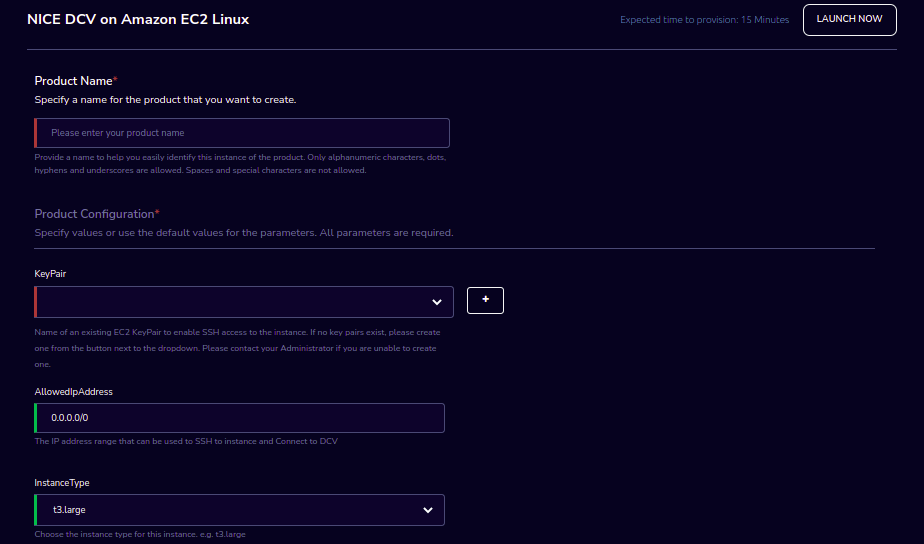 NICE DCV on Amazon EC2 Linux
Expected time to provision: 15 Minutes
LAUNCH NOW
Product Name*
Specify a name for the product that you want to create.
Please enter your product name
Provide a name to help you easily identify this instance of the product. Only alphanumeric characters, dots,
hyphens and underscores are allowed. Spaces and special characters are not allowed.
Product Configuration*
Specify values or use the default values for the parameters. All parameters are required.
KeyPair
+
Name of an existing EC2 KeyPair to enable SSH access to the instance. If no key pairs exist, please create
one from the button next to the dropdown. Please contact your Administrator if you are unable to create
one.
AllowedIpAddress
0.0.0.0/0
The IP address range that can be used to SSH to instance and Connect to DCV
InstanceType
t3.large
Choose the instance type for this instance. e.g. t3.large